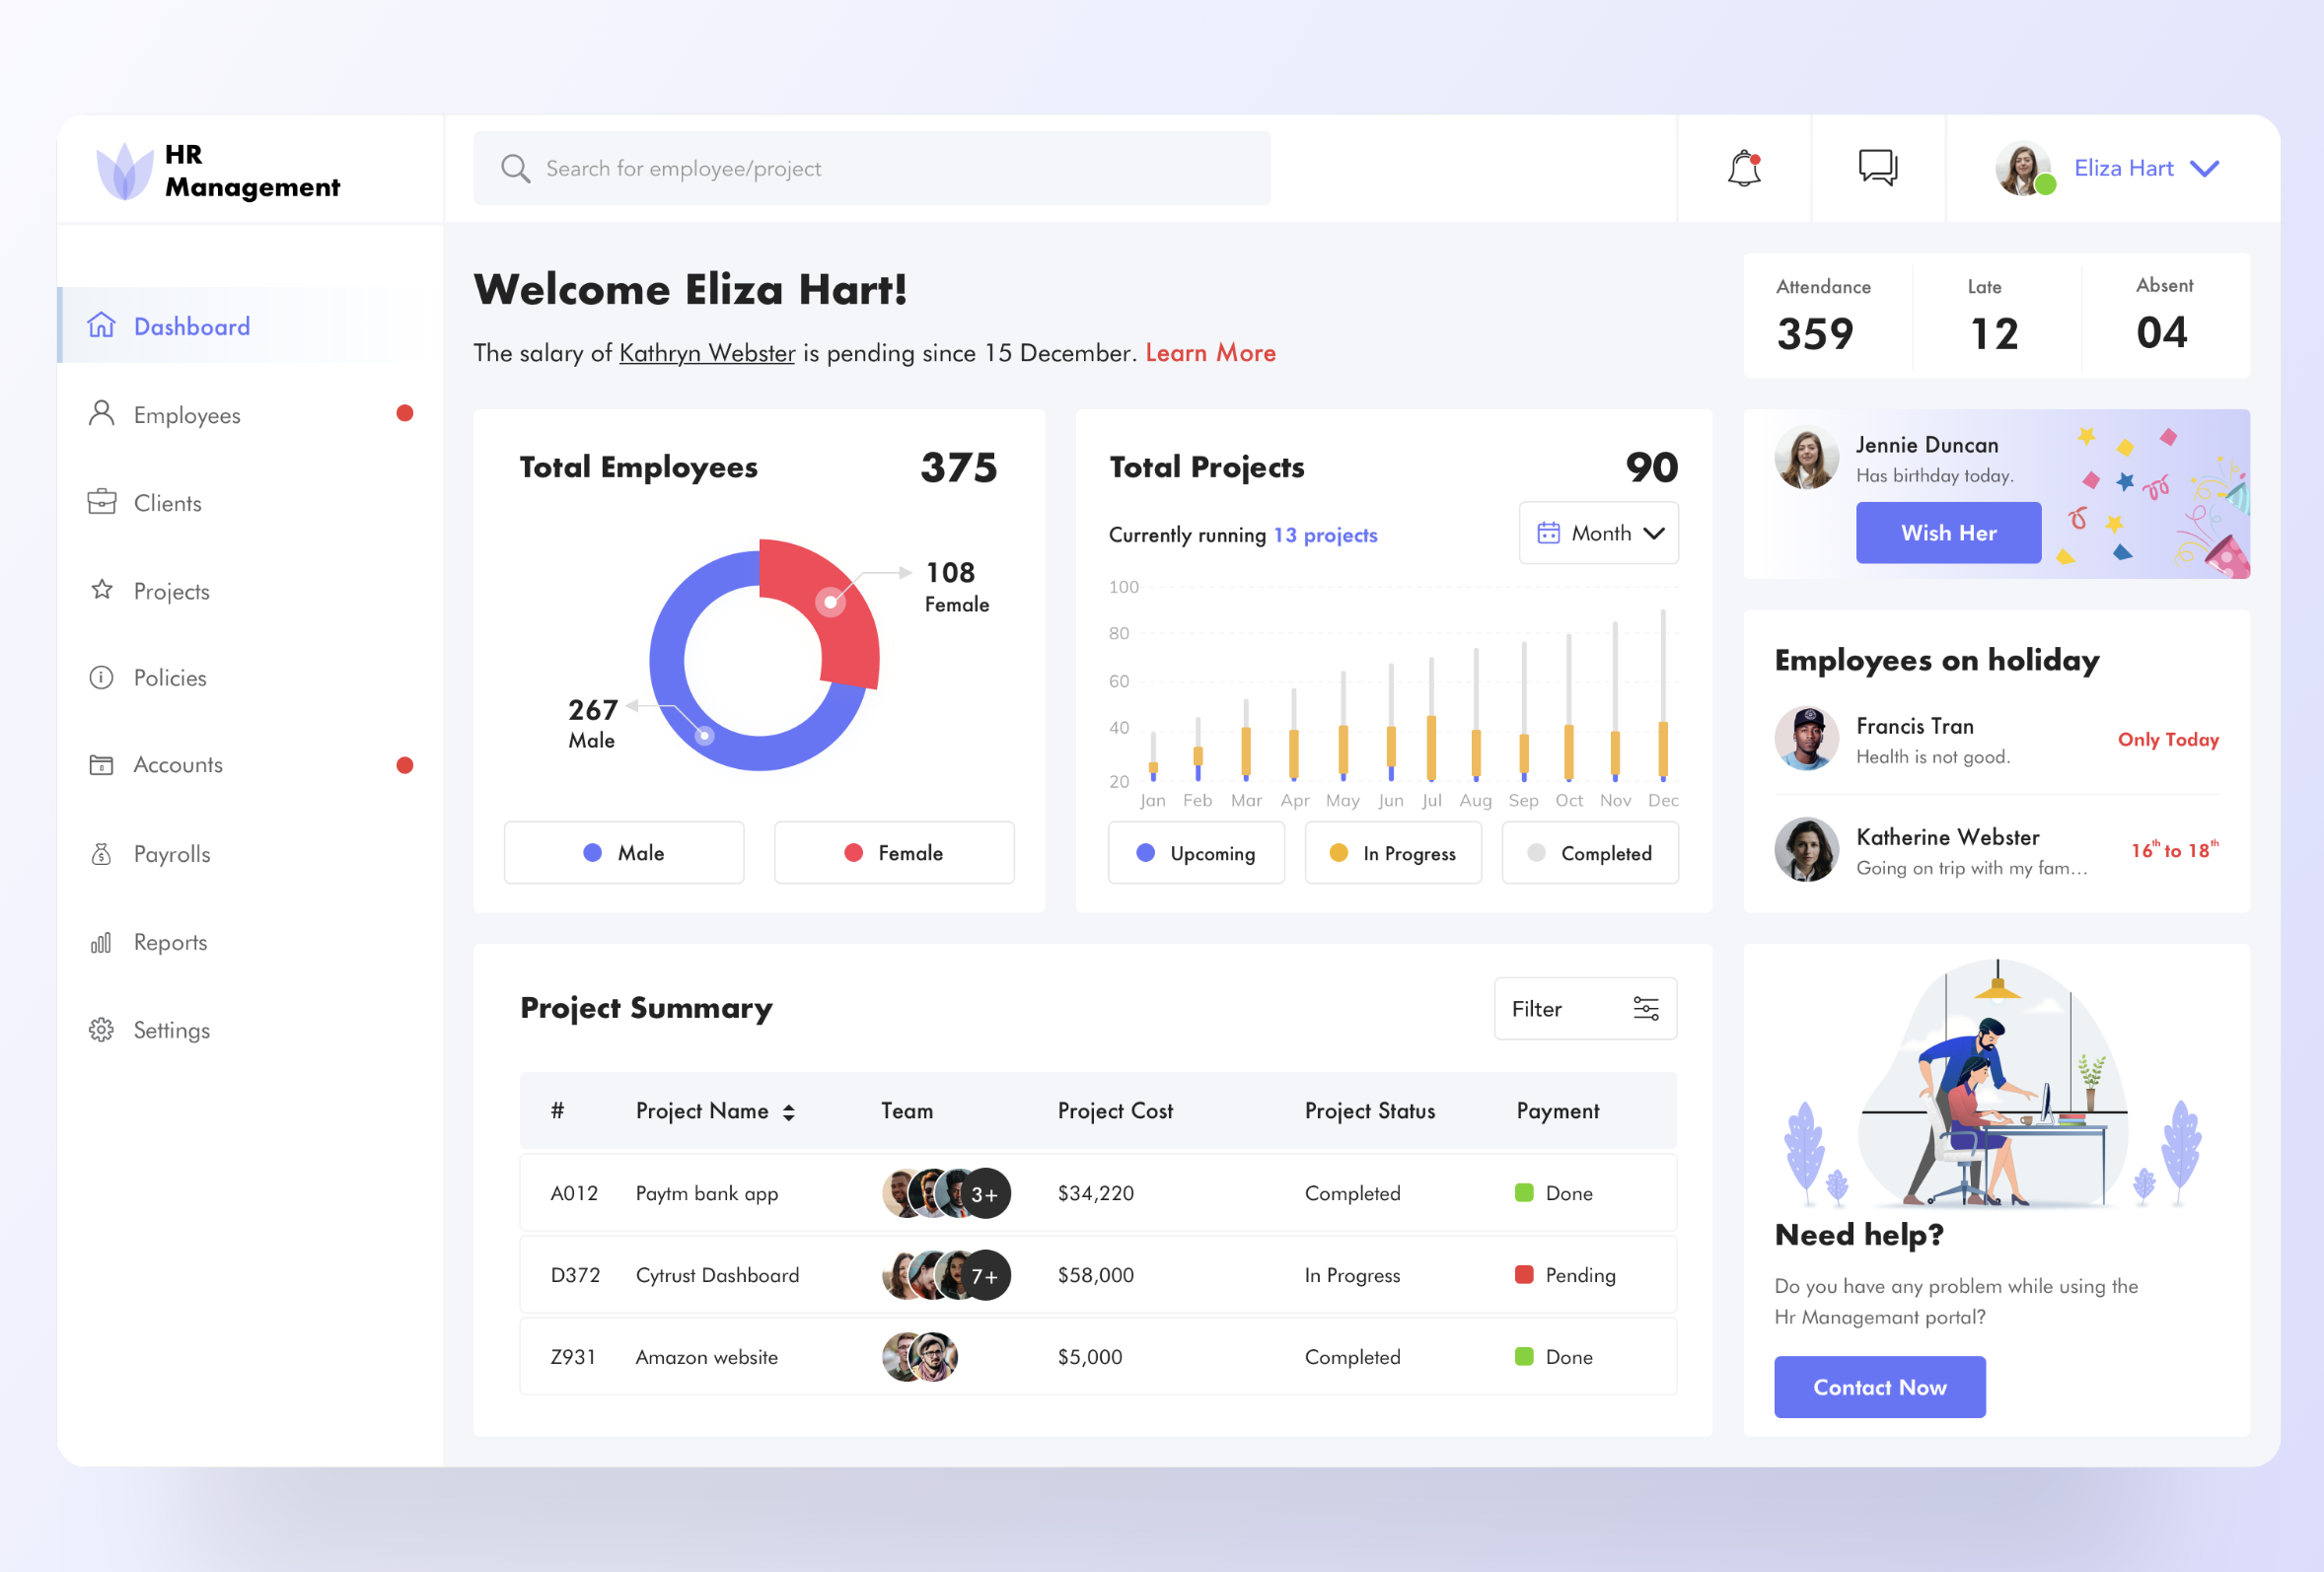 HR
Management
Search for employee/project
Eliza Hart
Dashboard
Employees
Clients
Projects
Policies
Accounts
Payrolls
Reports
Settings
Welcome Eliza Hart!
The salary of Kathryn Webster is pending since 15 December. Learn More
Attendance
359
Late
12
Absent
04
Total Employees
375
108
Female
267
Male
Male
Female
Total Projects
90
Currently running 13 projects
Month
100
80
60
40
20
Jan Feb Mar Apr May Jun Jul Aug Sep Oct Nov Dec
Upcoming
In Progress
Completed
Jennie Duncan
Has birthday today.
Wish Her
Employees on holiday
Francis Tran
Health is not good.
Only Today
Katherine Webster
Going on trip with my fam...
16th to 18th
Project Summary
Filter
# Project Name Team Project Cost Project Status Payment
A012 Paytm bank app 3+ $34,220 Completed Done
D372 Cytrust Dashboard 7+ $58,000 In Progress Pending
Z931 Amazon website $5,000 Completed Done
Need help?
Do you have any problem while using the
Hr Managemant portal?
Contact Now